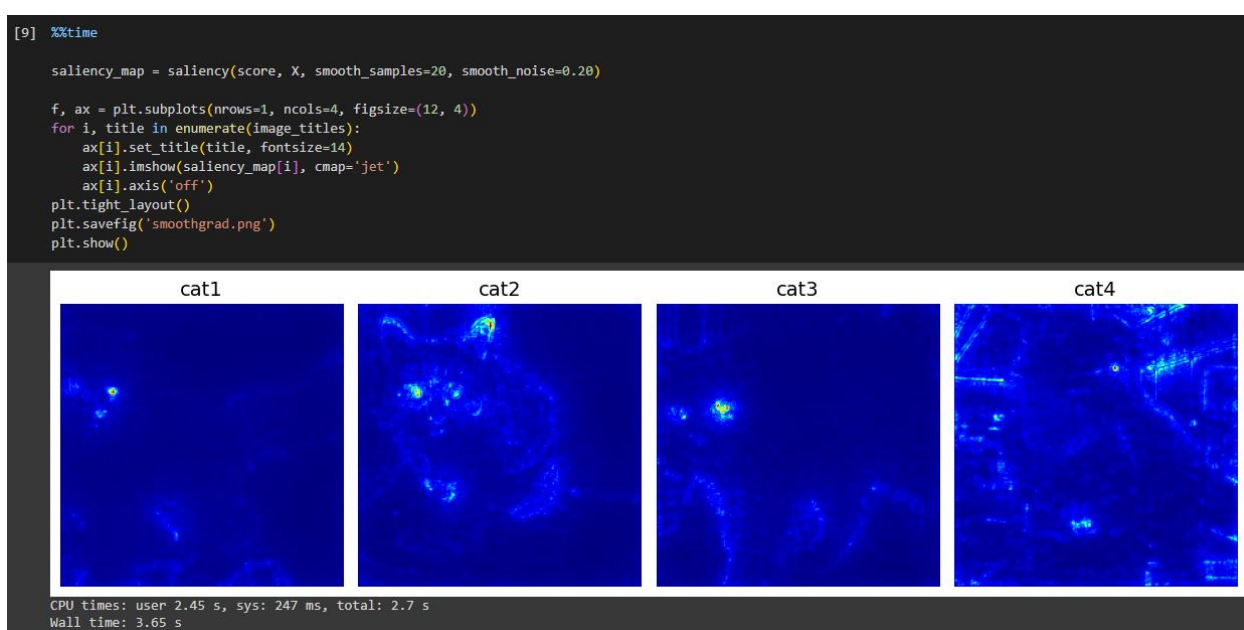 [9] %%time
saliency_map = saliency(score, X, smooth_samples=20, smooth_noise=0.20)
f, ax = plt.subplots(nrows=1, ncols=4, figsize=(12, 4))
for i, title in enumerate(image_titles):
    ax[i].set_title(title, fontsize=14)
    ax[i].imshow(saliency_map[i], cmap='jet')
    ax[i].axis('off')
plt.tight_layout()
plt.savefig('smoothgrad.png')
plt.show()
cat1 cat2 cat3 cat4
CPU times: user 2.45 s, sys: 247 ms, total: 2.7 s
Wall time: 3.65 s